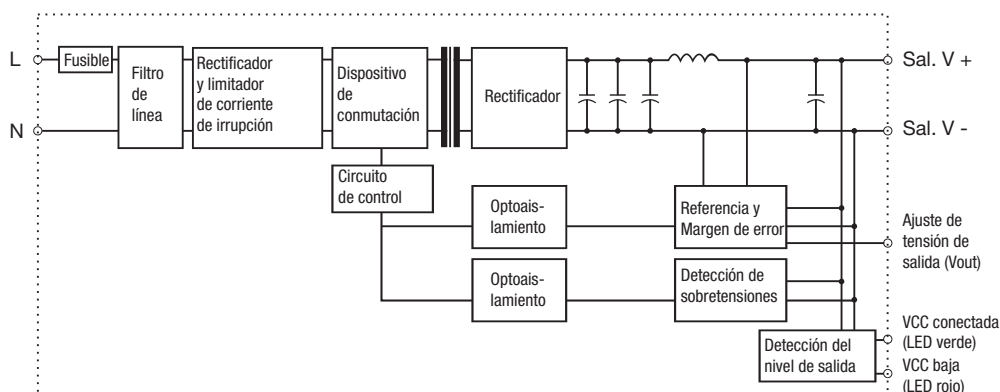 L
Fusible
Filtro
de
línea
Rectificador
y limitador
de corriente
de irrupción
Dispositivo
de
conmutación
Rectificador
Sal. V +
N
Sal. V -
Circuito
de control
Optoais-
lamiento
Referencia y
Margen de error
Ajuste de
tensión de
salida (Vout)
Optoais-
lamiento
Detección de
sobretensiones
Detección del
nivel de salida
VCC conectada
(LED verde)
VCC baja
(LED rojo)